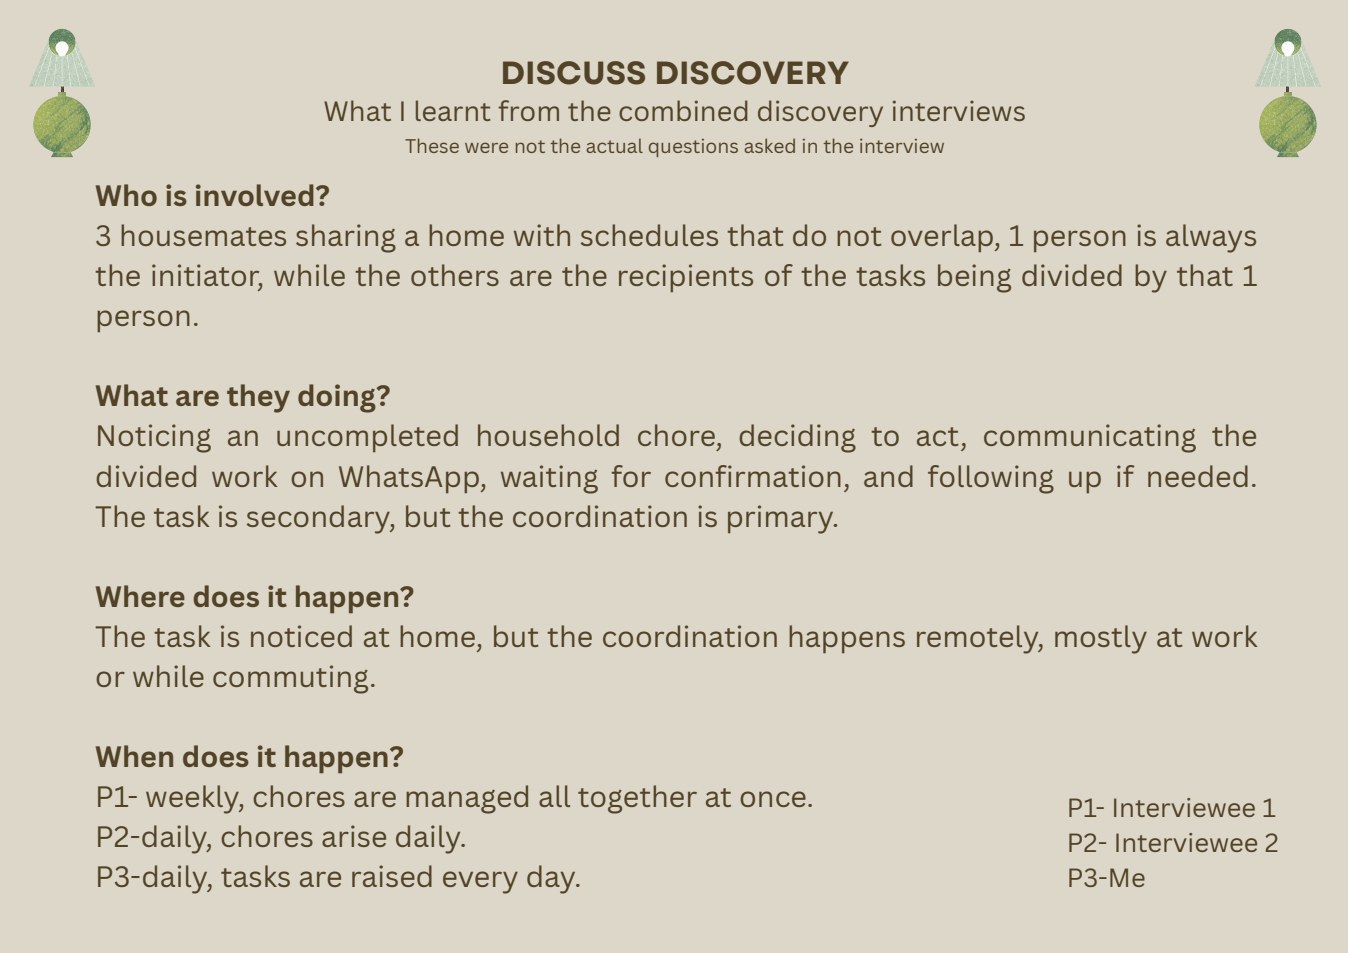 DISCUSS DISCOVERY
What I learnt from the combined discovery interviews
These were not the actual questions asked in the interview
Who is involved?
3 housemates sharing a home with schedules that do not overlap, 1 person is always
the initiator, while the others are the recipients of the tasks being divided by that 1
person.
What are they doing?
Noticing an uncompleted household chore, deciding to act, communicating the
divided work on WhatsApp, waiting for confirmation, and following up if needed.
The task is secondary, but the coordination is primary.
Where does it happen?
The task is noticed at home, but the coordination happens remotely, mostly at work
or while commuting.
When does it happen?
P1- weekly, chores are managed all together at once.
P2-daily, chores arise daily.
P3-daily, tasks are raised every day.
P1- Interviewee 1
P2- Interviewee 2
P3-Me